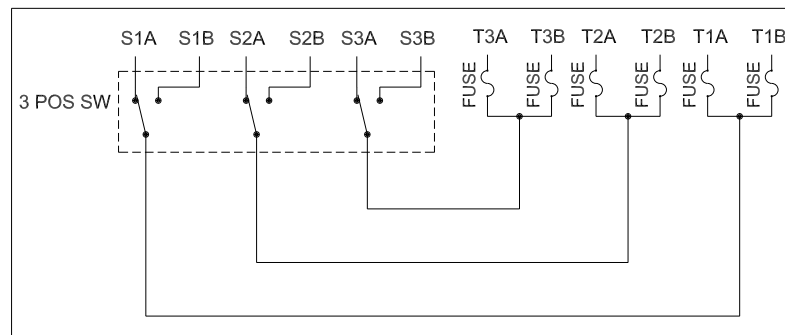 S1A S1B S2A S2B S3A S3B T3A T3B T2A T2B T1A T1B
FUSE FUSE FUSE FUSE FUSE FUSE
3 POS SW